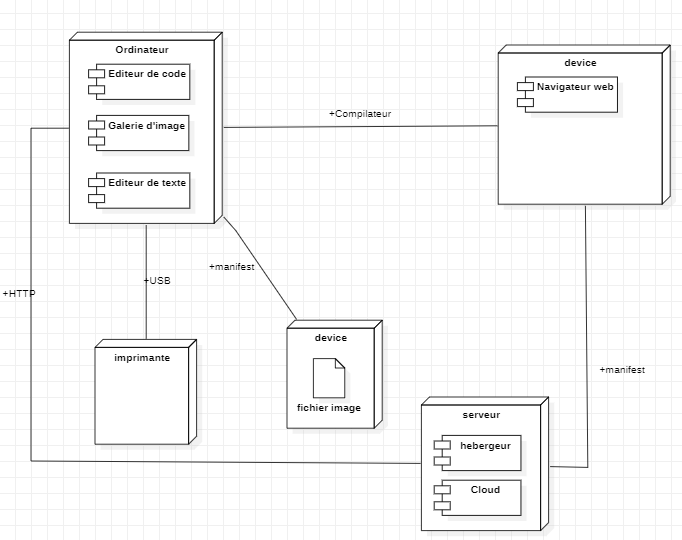 Ordinateur
Editeur de code
Galerie d'image
Editeur de texte
device
Navigateur web
+Compilateur
+HTTP
+USB
+manifest
imprimante
device
fichier image
+manifest
serveur
hebergeur
Cloud